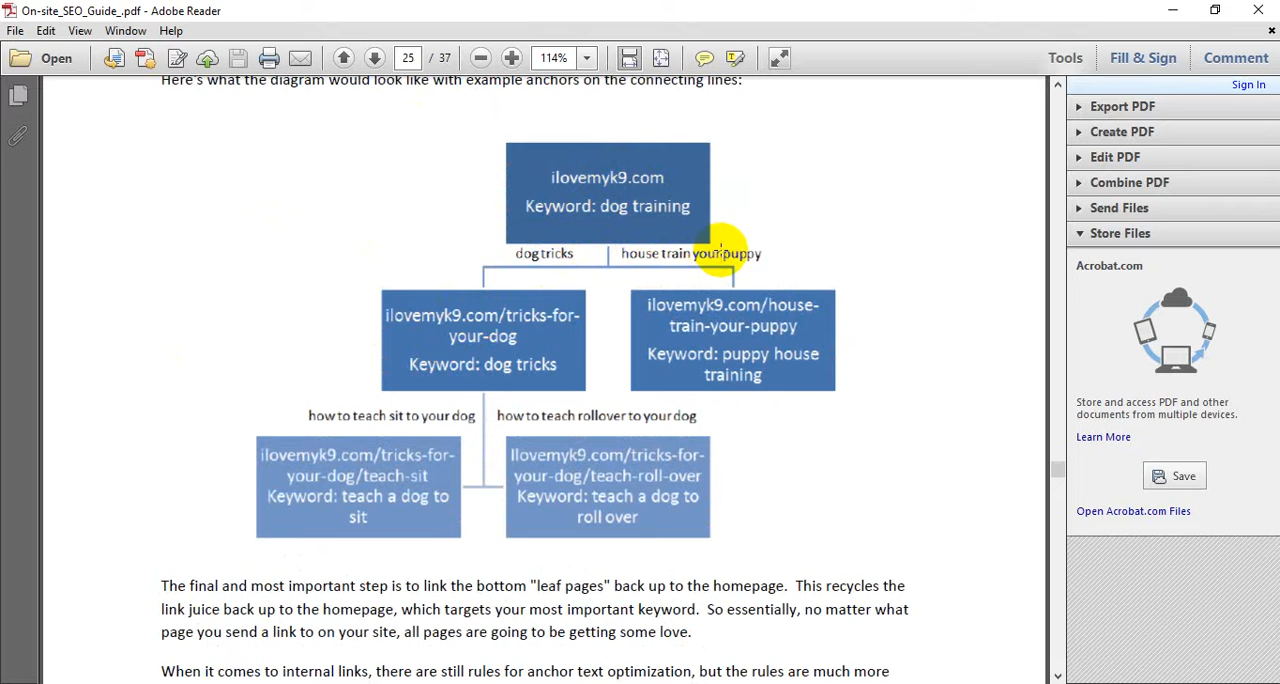 On-site_SEO_Guide_.pdf - Adobe Reader
File Edit View Window Help
Open 25 / 37 114% Tools Fill & Sign Comment
Sign In
Export PDF
Create PDF
Edit PDF
Combine PDF
Send Files
Store Files
Acrobat.com
Store and access PDF and other
documents from multiple devices.
Learn More
Save
Open Acrobat.com Files
Here's what the diagram would look like with example anchors on the connecting lines:
ilovemyk9.com
Keyword: dog training
dog tricks house train your puppy
ilovemyk9.com/tricks-for-
your-dog
Keyword: dog tricks
ilovemyk9.com/house-
train-your-puppy
Keyword: puppy house
training
how to teach sit to your dog how to teach rollover to your dog
ilovemyk9.com/tricks-for-
your-dog/teach-sit
Keyword: teach a dog to
sit
Ilovemyk9.com/tricks-for-
your-dog/teach-roll-over
Keyword: teach a dog to
roll over
The final and most important step is to link the bottom "leaf pages" back up to the homepage. This recycles the
link juice back up to the homepage, which targets your most important keyword. So essentially, no matter what
page you send a link to on your site, all pages are going to be getting some love.
When it comes to internal links, there are still rules for anchor text optimization, but the rules are much more